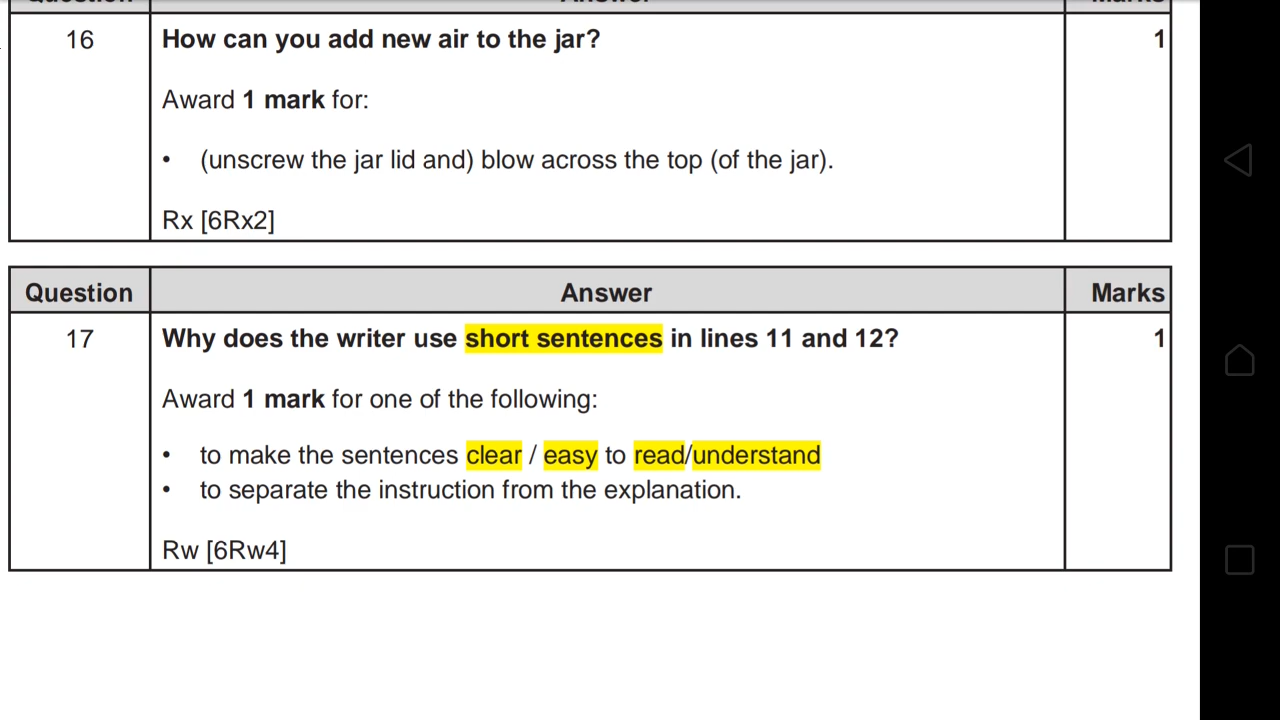 Question Answer Marks
16 How can you add new air to the jar? 1
Award 1 mark for:
• (unscrew the jar lid and) blow across the top (of the jar).
Rx [6Rx2]
Question Answer Marks
17 Why does the writer use short sentences in lines 11 and 12? 1
Award 1 mark for one of the following:
• to make the sentences clear / easy to read/understand
• to separate the instruction from the explanation.
Rw [6Rw4]